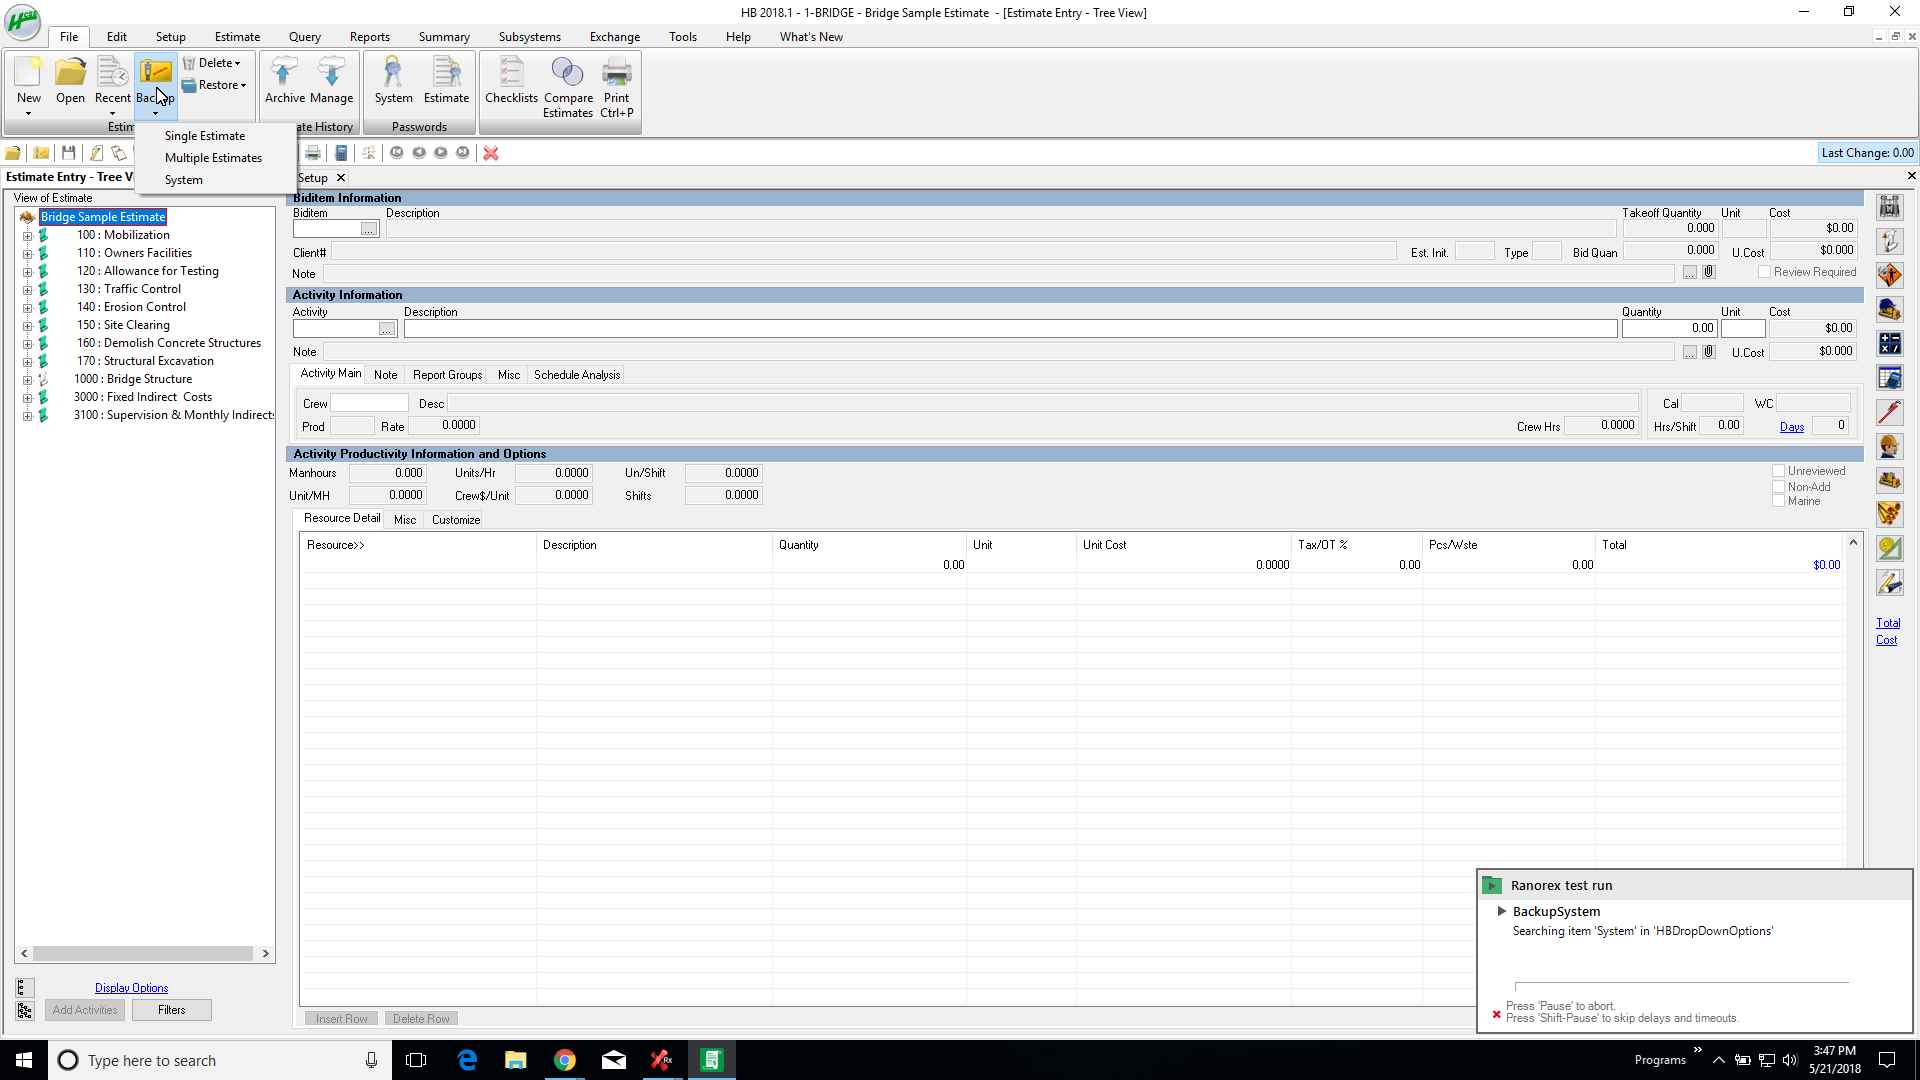 HB 2018.1 - 1-BRIDGE - Bridge Sample Estimate - [Estimate Entry - Tree View]
File Edit Setup Estimate Query Reports Summary Subsystems Exchange Tools Help What's New
New Open Recent Backup Delete Restore Archive Manage System Estimate Checklists Compare Estimates Print Ctrl+P
Estim ate History Passwords
Single Estimate
Multiple Estimates
System
Last Change: 0.00
Estimate Entry - Tree V Setup
View of Estimate
Bridge Sample Estimate
100 : Mobilization
110 : Owners Facilities
120 : Allowance for Testing
130 : Traffic Control
140 : Erosion Control
150 : Site Clearing
160 : Demolish Concrete Structures
170 : Structural Excavation
1000 : Bridge Structure
3000 : Fixed Indirect Costs
3100 : Supervision & Monthly Indirects
Display Options
Add Activities Filters
Biditem Information
Biditem Description Takeoff Quantity Unit Cost
... 0.000 $0.00
Client# Est. Init. Type Bid Quan 0.000 U.Cost $0.000
Note ... Review Required
Activity Information
Activity Description Quantity Unit Cost
... 0.00 $0.00
Note ... U.Cost $0.000
Activity Main Note Report Groups Misc Schedule Analysis
Crew Desc Cal WC
Prod Rate 0.0000 Crew Hrs 0.0000 Hrs/Shift 0.00 Days 0
Activity Productivity Information and Options
Manhours 0.000 Units/Hr 0.0000 Un/Shift 0.0000 Unreviewed
Non-Add
Unit/MH 0.0000 Crew$/Unit 0.0000 Shifts 0.0000 Marine
Resource Detail Misc Customize
Resource>> Description Quantity Unit Unit Cost Tax/OT % Pcs/Wste Total
0.00 0.0000 0.00 0.00 $0.00
Total
Cost
Insert Row Delete Row
Ranorex test run
BackupSystem
Searching item 'System' in 'HBDropDownOptions'
Press 'Pause' to abort.
Press 'Shift-Pause' to skip delays and timeouts.
Type here to search
Programs
3:47 PM
5/21/2018